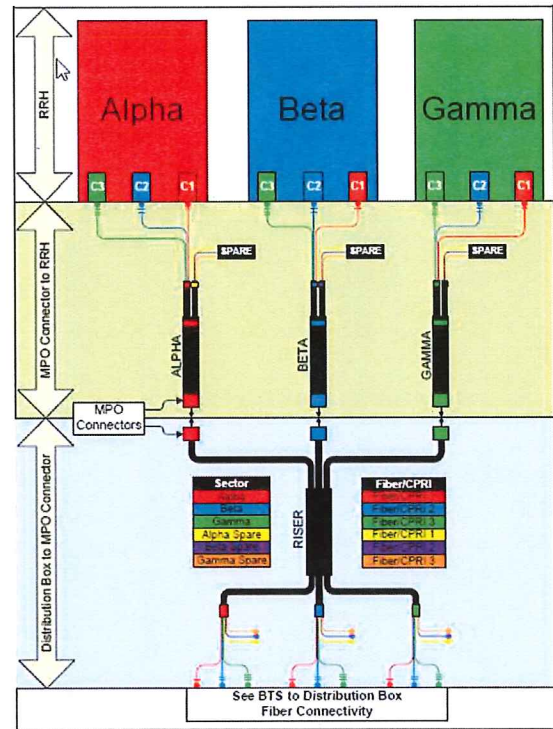 RRH
Alpha
Beta
Gamma
C3
C2
C1
C3
C2
C1
C3
C2
C1
MPO Connector to RRH
SPARE
SPARE
SPARE
ALPHA
BETA
GAMMA
MPO
Connectors
Distribution Box to MPO Connector
Sector
Alpha
Beta
Gamma
Alpha Spare
Beta Spare
Gamma Spare
RISER
Fiber/CPRI
Fiber/CPRI 1
Fiber/CPRI 2
Fiber/CPRI 3
Fiber/CPRI 1
Fiber/CPRI 2
Fiber/CPRI 3
See BTS to Distribution Box
Fiber Connectivity